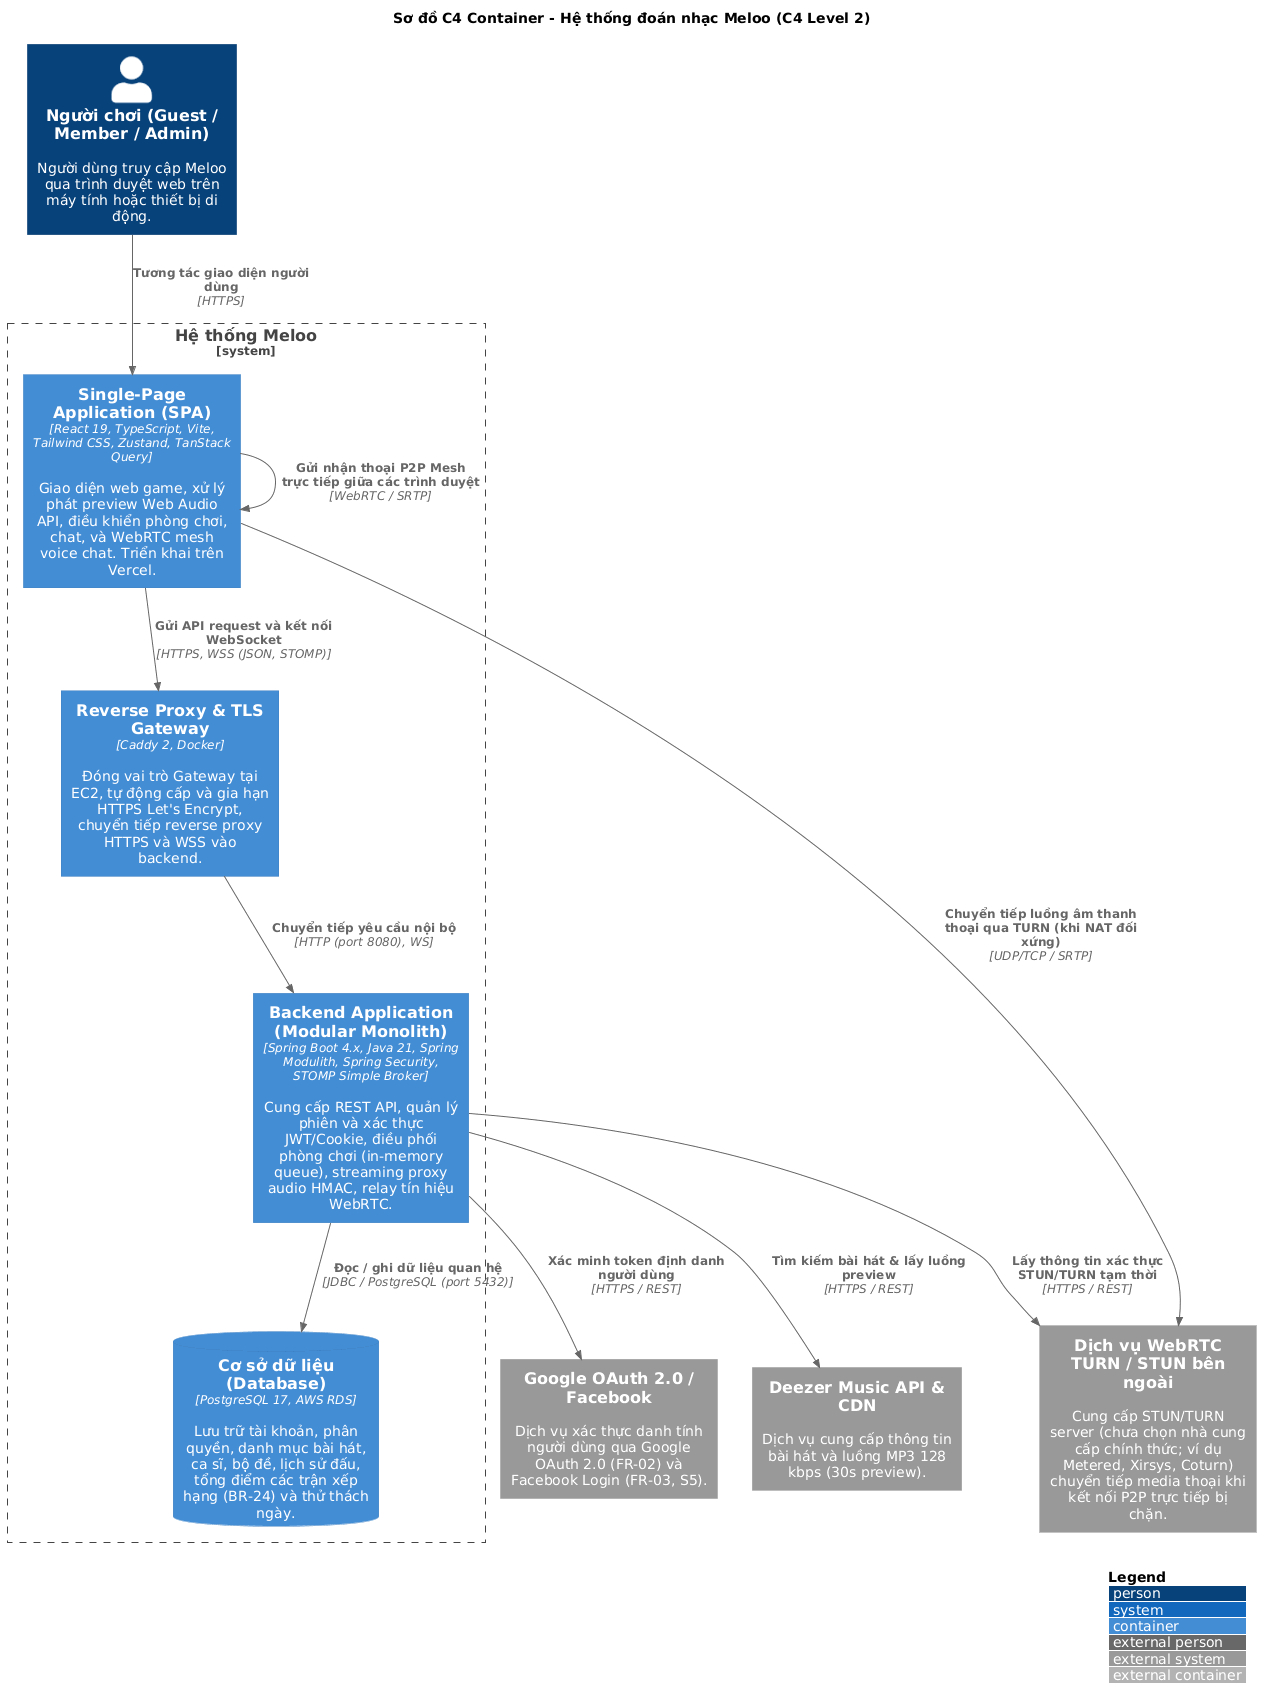 Sơ đồ C4 Container - Hệ thống đoán nhạc Meloo (C4 Level 2)
Người chơi (Guest /
Member / Admin)
Người dùng truy cập Meloo
qua trình duyệt web trên
máy tính hoặc thiết bị di
động.
Tương tác giao diện người
dùng
[HTTPS]
Hệ thống Meloo
[system]
Single-Page
Application (SPA)
[React 19, TypeScript, Vite,
Tailwind CSS, Zustand, TanStack
Query]
Giao diện web game, xử lý
phát preview Web Audio
API, điều khiển phòng chơi,
chat, và WebRTC mesh
voice chat. Triển khai trên
Vercel.
Gửi nhận thoại P2P Mesh
trực tiếp giữa các trình duyệt
[WebRTC / SRTP]
Gửi API request và kết nối
WebSocket
[HTTPS, WSS (JSON, STOMP)]
Reverse Proxy & TLS
Gateway
[Caddy 2, Docker]
Đóng vai trò Gateway tại
EC2, tự động cấp và gia hạn
HTTPS Let's Encrypt,
chuyển tiếp reverse proxy
HTTPS và WSS vào
backend.
Chuyển tiếp yêu cầu nội bộ
[HTTP (port 8080), WS]
Chuyển tiếp luồng âm thanh
thoại qua TURN (khi NAT đối
xứng)
[UDP/TCP / SRTP]
Backend Application
(Modular Monolith)
[Spring Boot 4.x, Java 21, Spring
Modulith, Spring Security,
STOMP Simple Broker]
Cung cấp REST API, quản lý
phiên và xác thực
JWT/Cookie, điều phối
phòng chơi (in-memory
queue), streaming proxy
audio HMAC, relay tín hiệu
WebRTC.
Đọc / ghi dữ liệu quan hệ
[JDBC / PostgreSQL (port 5432)]
Xác minh token định danh
người dùng
[HTTPS / REST]
Tìm kiếm bài hát & lấy luồng
preview
[HTTPS / REST]
Lấy thông tin xác thực
STUN/TURN tạm thời
[HTTPS / REST]
Cơ sở dữ liệu
(Database)
[PostgreSQL 17, AWS RDS]
Lưu trữ tài khoản, phân
quyền, danh mục bài hát,
ca sĩ, bộ đề, lịch sử đấu,
tổng điểm các trận xếp
hạng (BR-24) và thử thách
ngày.
Google OAuth 2.0 /
Facebook
Dịch vụ xác thực danh tính
người dùng qua Google
OAuth 2.0 (FR-02) và
Facebook Login (FR-03, S5).
Deezer Music API &
CDN
Dịch vụ cung cấp thông tin
bài hát và luồng MP3 128
kbps (30s preview).
Dịch vụ WebRTC
TURN / STUN bên
ngoài
Cung cấp STUN/TURN
server (chưa chọn nhà cung
cấp chính thức; ví dụ
Metered, Xirsys, Coturn)
chuyển tiếp media thoại khi
kết nối P2P trực tiếp bị
chặn.
Legend
person
system
container
external person
external system
external container